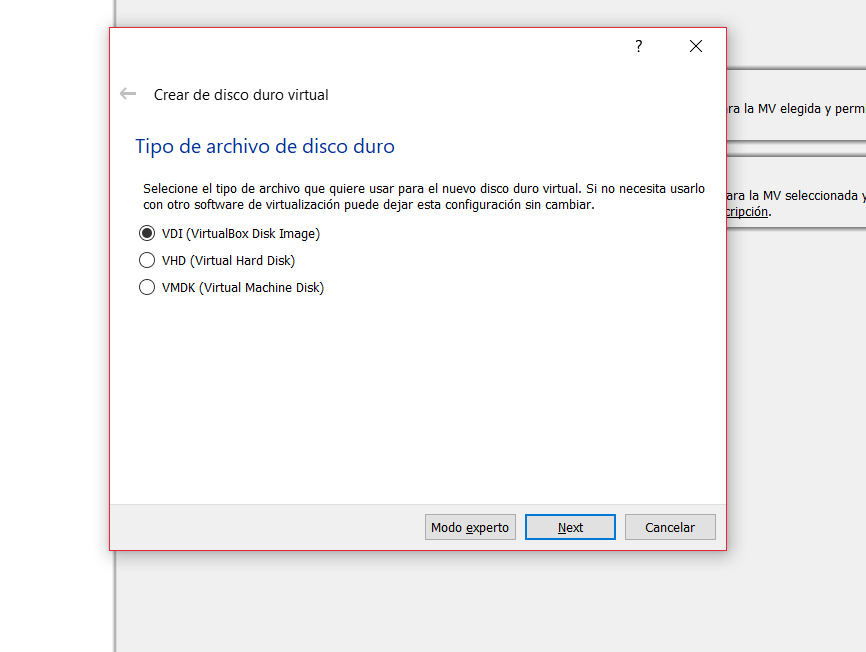 ?
Crear de disco duro virtual
Tipo de archivo de disco duro
Selecione el tipo de archivo que quiere usar para el nuevo disco duro virtual. Si no necesita usarlo
con otro software de virtualización puede dejar esta configuración sin cambiar.
VDI (VirtualBox Disk Image)
VHD (Virtual Hard Disk)
VMDK (Virtual Machine Disk)
Modo experto
Next
Cancelar
ra la MV elegida y perm
ara la MV seleccionada y
cripción.